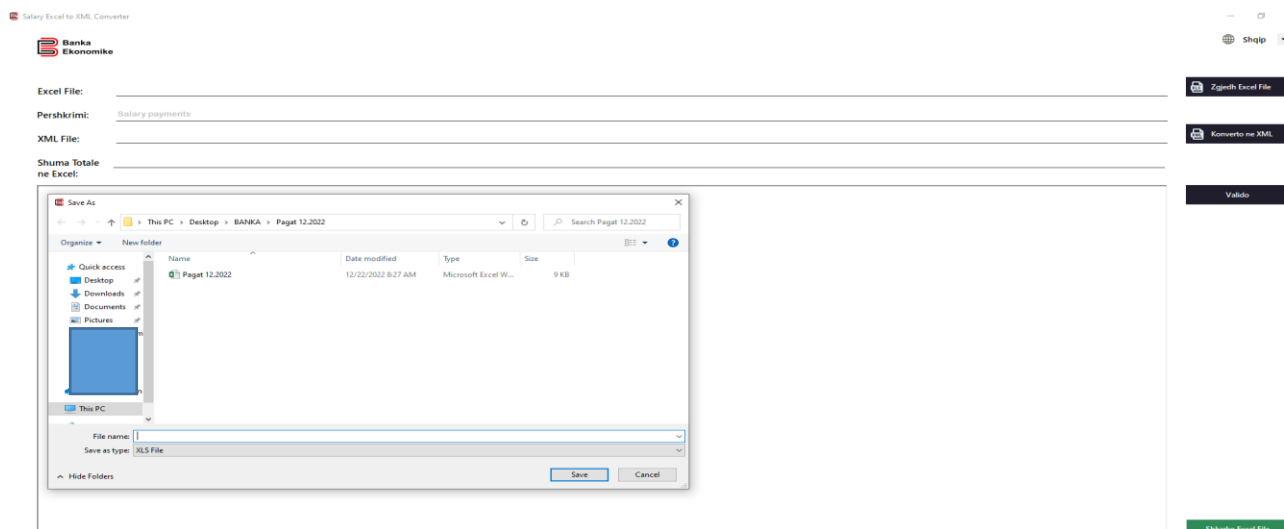 Salary Excel to XML Converter
Banka
Ekonomike
Shqip
Excel File:
Zgjedh Excel File
Pershkrimi: Salary payments
XML File:
Konverto ne XML
Shuma Totale
ne Excel:
Valido
Save As
This PC > Desktop > BANKA > Pagat 12.2022
Search Pagat 12.2022
Organize
New folder
Name Date modified Type Size
Quick access
Pagat 12.2022 12/22/2022 8:27 AM Microsoft Excel W... 9 KB
Desktop
Downloads
Documents
Pictures
This PC
File name:
Save as type: XLS File
Hide Folders
Save
Cancel